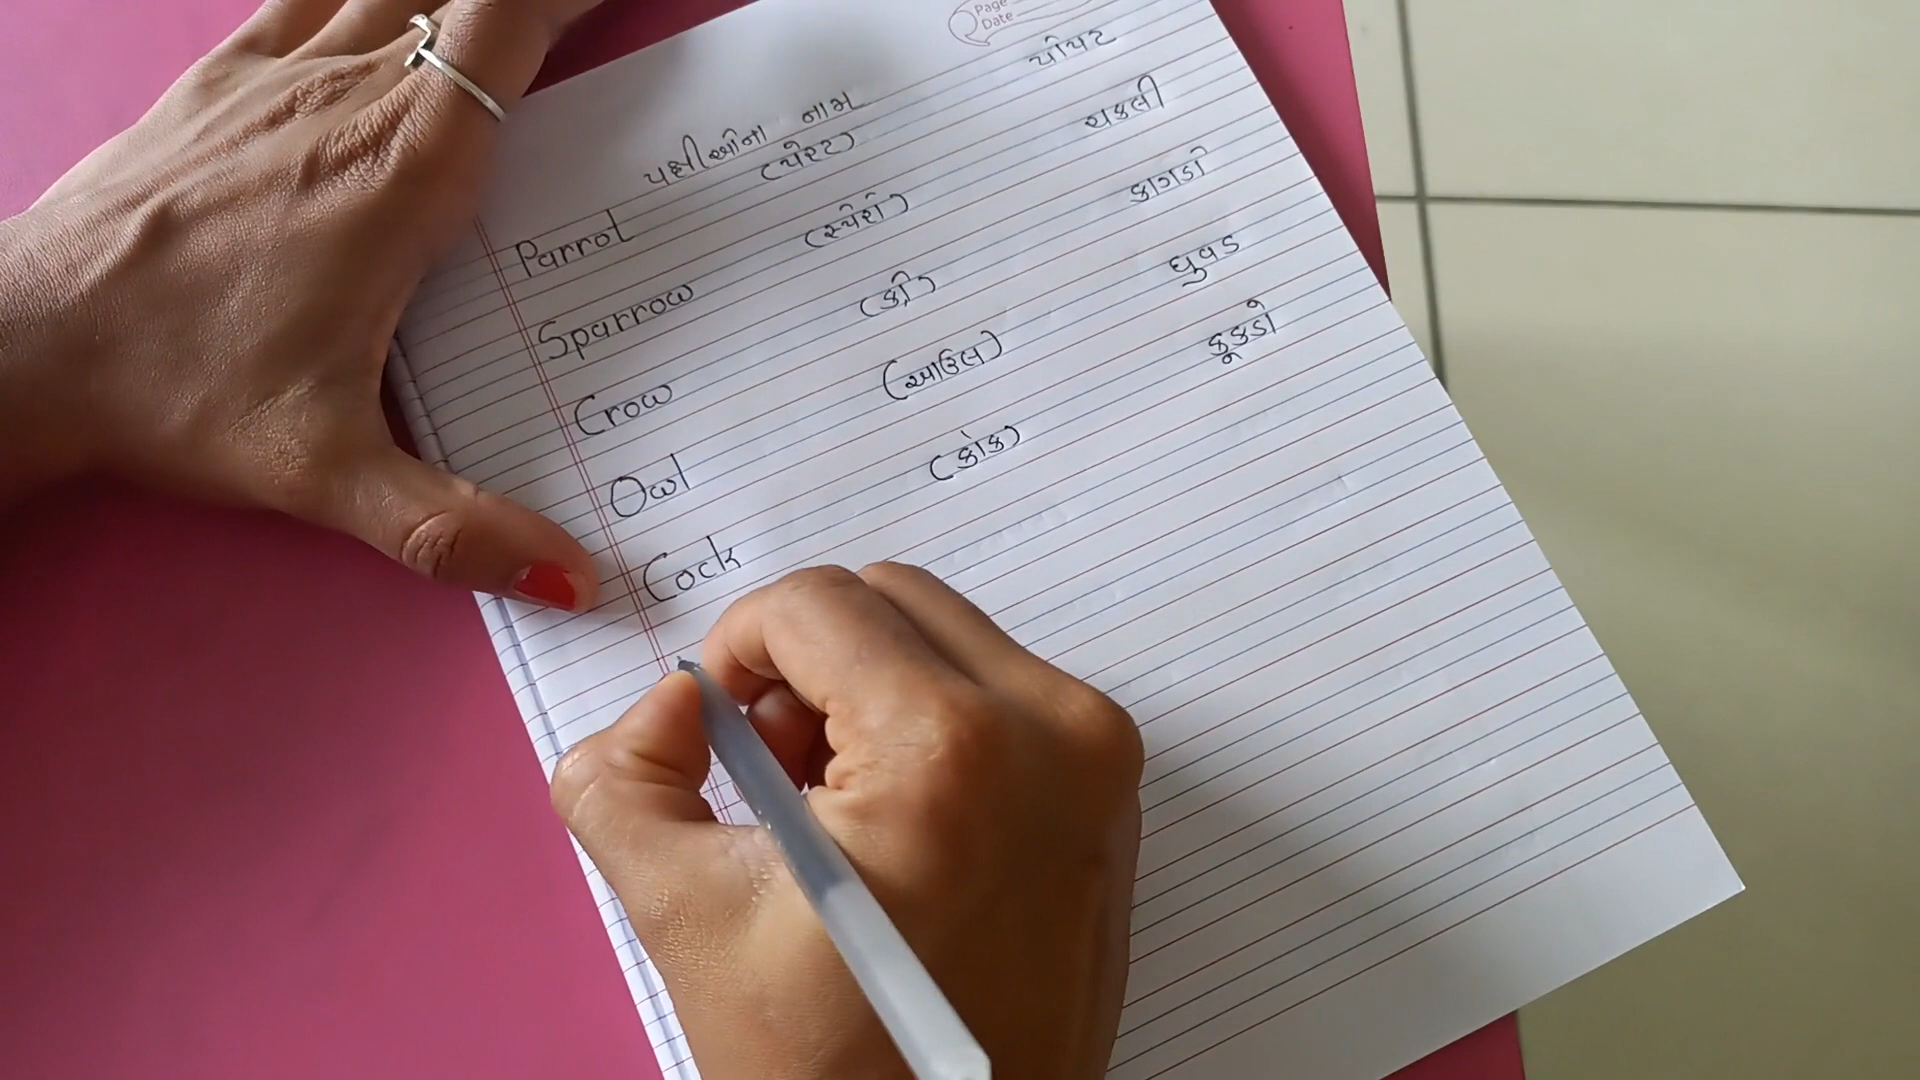 Page
Date
પક્ષીઓના નામ
Parrot (પેરટ) પોપટ
Sparrow (સ્પેરો) ચકલી
Crow (ક્રો) કાગડો
Owl (આઉલ) ઘુવડ
Cock (કોક) કૂકડો